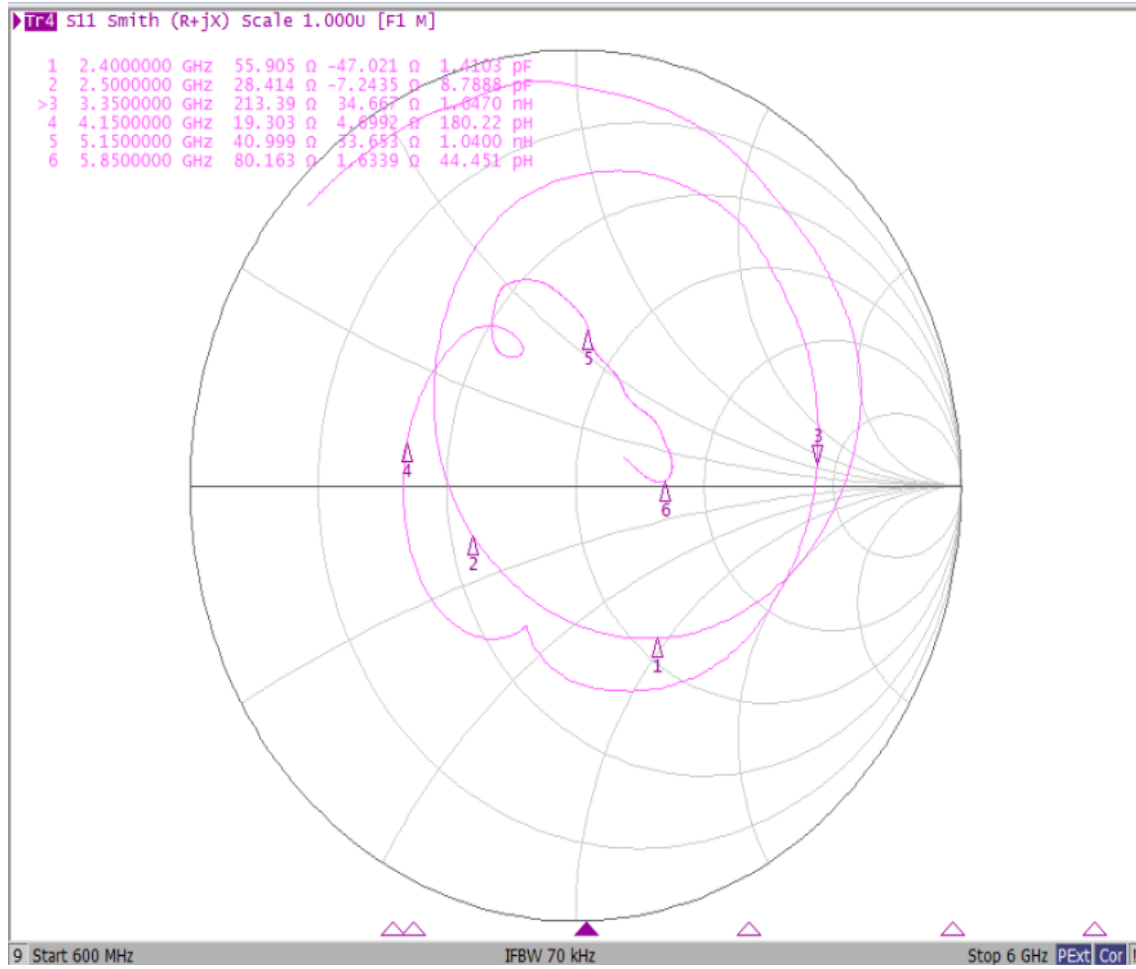 Tr4 S11 Smith (R+jX) Scale 1.000U [F1 M]
1 2.4000000 GHz 55.905 Ω -47.021 Ω 1.4103 pF
2 2.5000000 GHz 28.414 Ω -7.2435 Ω 8.7888 pF
>3 3.3500000 GHz 213.39 Ω 34.667 Ω 1.6470 nH
4 4.1500000 GHz 19.303 Ω 4.6992 Ω 180.22 pH
5 5.1500000 GHz 40.999 Ω 33.653 Ω 1.0400 nH
6 5.8500000 GHz 80.163 Ω 1.6339 Ω 44.451 pH
5
3
4
6
2
1
9 Start 600 MHz IFBW 70 kHz Stop 6 GHz PExt Cor